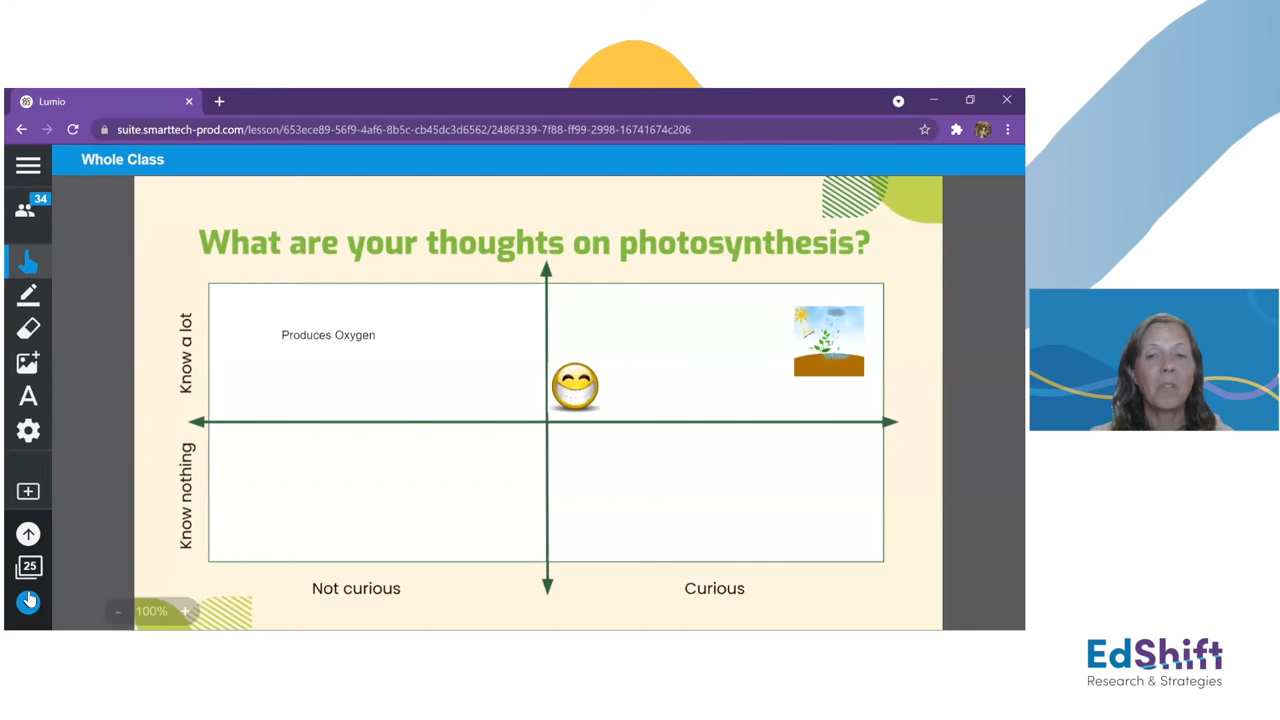 Lumio
suite.smarttech-prod.com/lesson/653ece89-56f9-4af6-8b5c-cb45dc3d6562/2486f339-7f88-ff99-2998-16741674c206
Whole Class
34
What are your thoughts on photosynthesis?
Know a lot
Produces Oxygen
A
Know nothing
25
Not curious
Curious
- 100% +
EdShift
Research & Strategies